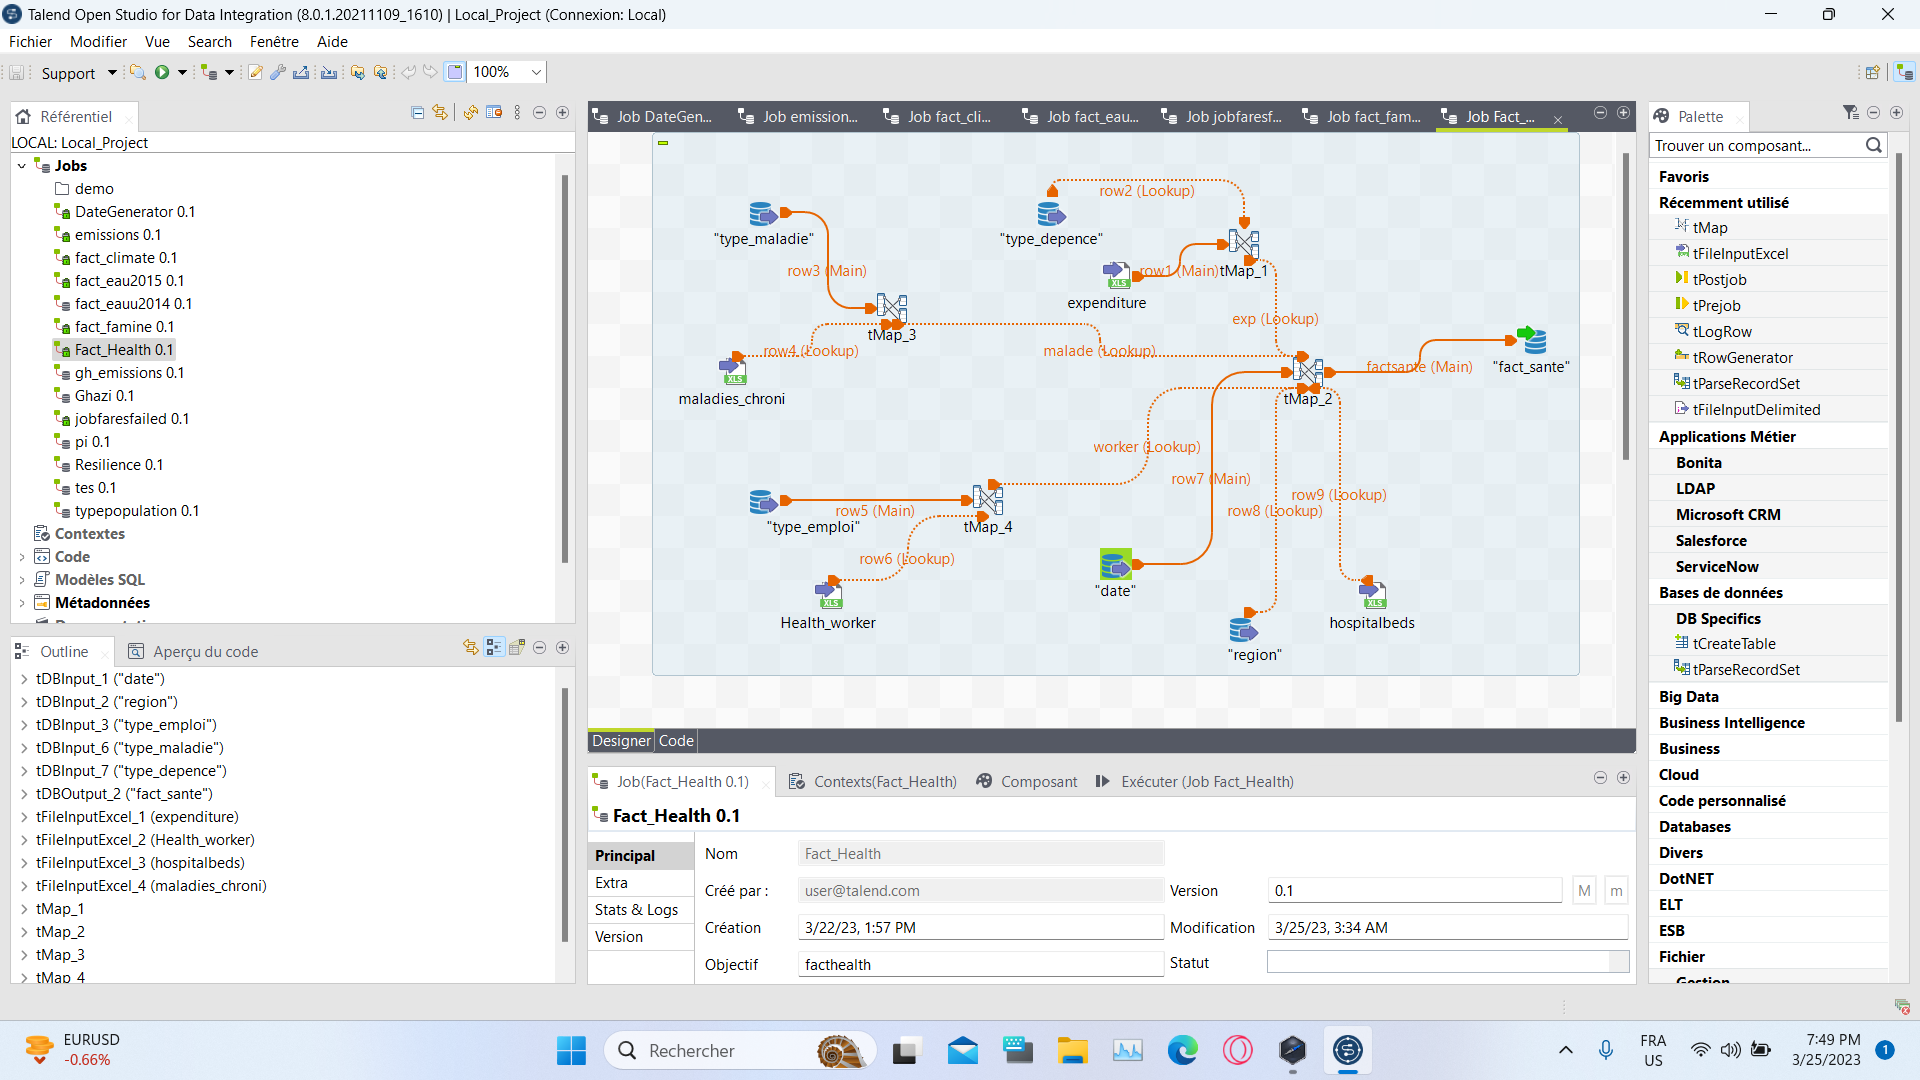 Talend Open Studio for Data Integration (8.0.1.20211109_1610) | Local_Project (Connexion: Local)
Fichier Modifier Vue Search Fenêtre Aide
Support 100%
Référentiel
LOCAL: Local_Project
Jobs
demo
DateGenerator 0.1
emissions 0.1
fact_climate 0.1
fact_eau2015 0.1
fact_eauu2014 0.1
fact_famine 0.1
Fact_Health 0.1
gh_emissions 0.1
Ghazi 0.1
jobfaresfailed 0.1
pi 0.1
Resilience 0.1
tes 0.1
typepopulation 0.1
Contextes
Code
Modèles SQL
Métadonnées
Outline Aperçu du code
tDBInput_1 ("date")
tDBInput_2 ("region")
tDBInput_3 ("type_emploi")
tDBInput_6 ("type_maladie")
tDBInput_7 ("type_depence")
tDBOutput_2 ("fact_sante")
tFileInputExcel_1 (expenditure)
tFileInputExcel_2 (Health_worker)
tFileInputExcel_3 (hospitalbeds)
tFileInputExcel_4 (maladies_chroni)
tMap_1
tMap_2
tMap_3
tMap_4
Job DateGen... Job emission... Job fact_cli... Job fact_eau... Job jobfaresf... Job fact_fam... Job Fact_...
row2 (Lookup)
"type_maladie" "type_depence"
row3 (Main) row1 (Main) tMap_1
XLS
expenditure
exp (Lookup)
tMap_3
row4 (Lookup) malade (Lookup)
factsante (Main) "fact_sante"
XLS
maladies_chroni tMap_2
worker (Lookup)
row7 (Main)
row9 (Lookup)
row5 (Main) row8 (Lookup)
"type_emploi" tMap_4
row6 (Lookup)
"date"
XLS XLS
Health_worker hospitalbeds
"region"
Designer Code
Job(Fact_Health 0.1) Contexts(Fact_Health) Composant Exécuter (Job Fact_Health)
Fact_Health 0.1
Principal
Extra
Stats & Logs
Version
Nom Fact_Health
Créé par : user@talend.com Version 0.1 M m
Création 3/22/23, 1:57 PM Modification 3/25/23, 3:34 AM
Objectif facthealth Statut
Palette
Trouver un composant...
Favoris
Récemment utilisé
tMap
tFileInputExcel
tPostjob
tPrejob
tLogRow
tRowGenerator
tParseRecordSet
tFileInputDelimited
Applications Métier
Bonita
LDAP
Microsoft CRM
Salesforce
ServiceNow
Bases de données
DB Specifics
tCreateTable
tParseRecordSet
Big Data
Business Intelligence
Business
Cloud
Code personnalisé
Databases
Divers
DotNET
ELT
ESB
Fichier
Gestion
EURUSD
-0.66%
Rechercher
FRA
US
7:49 PM
3/25/2023
1